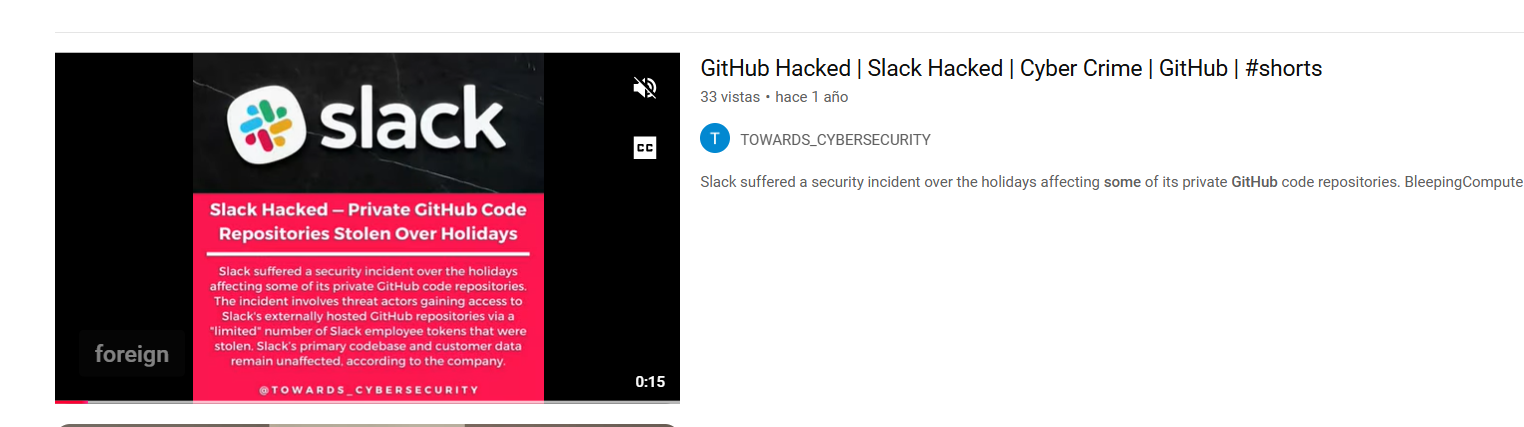 slack
CC
Slack Hacked – Private GitHub Code
Repositories Stolen Over Holidays
Slack suffered a security incident over the holidays
affecting some of its private GitHub code repositories.
The incident involves threat actors gaining access to
Slack's externally hosted GitHub repositories via a
"limited" number of Slack employee tokens that were
stolen. Slack's primary codebase and customer data
remain unaffected, according to the company.
foreign
0:15
@TOWARDS_CYBERSECURITY
GitHub Hacked | Slack Hacked | Cyber Crime | GitHub | #shorts
33 vistas • hace 1 año
T TOWARDS_CYBERSECURITY
Slack suffered a security incident over the holidays affecting some of its private GitHub code repositories. BleepingCompute